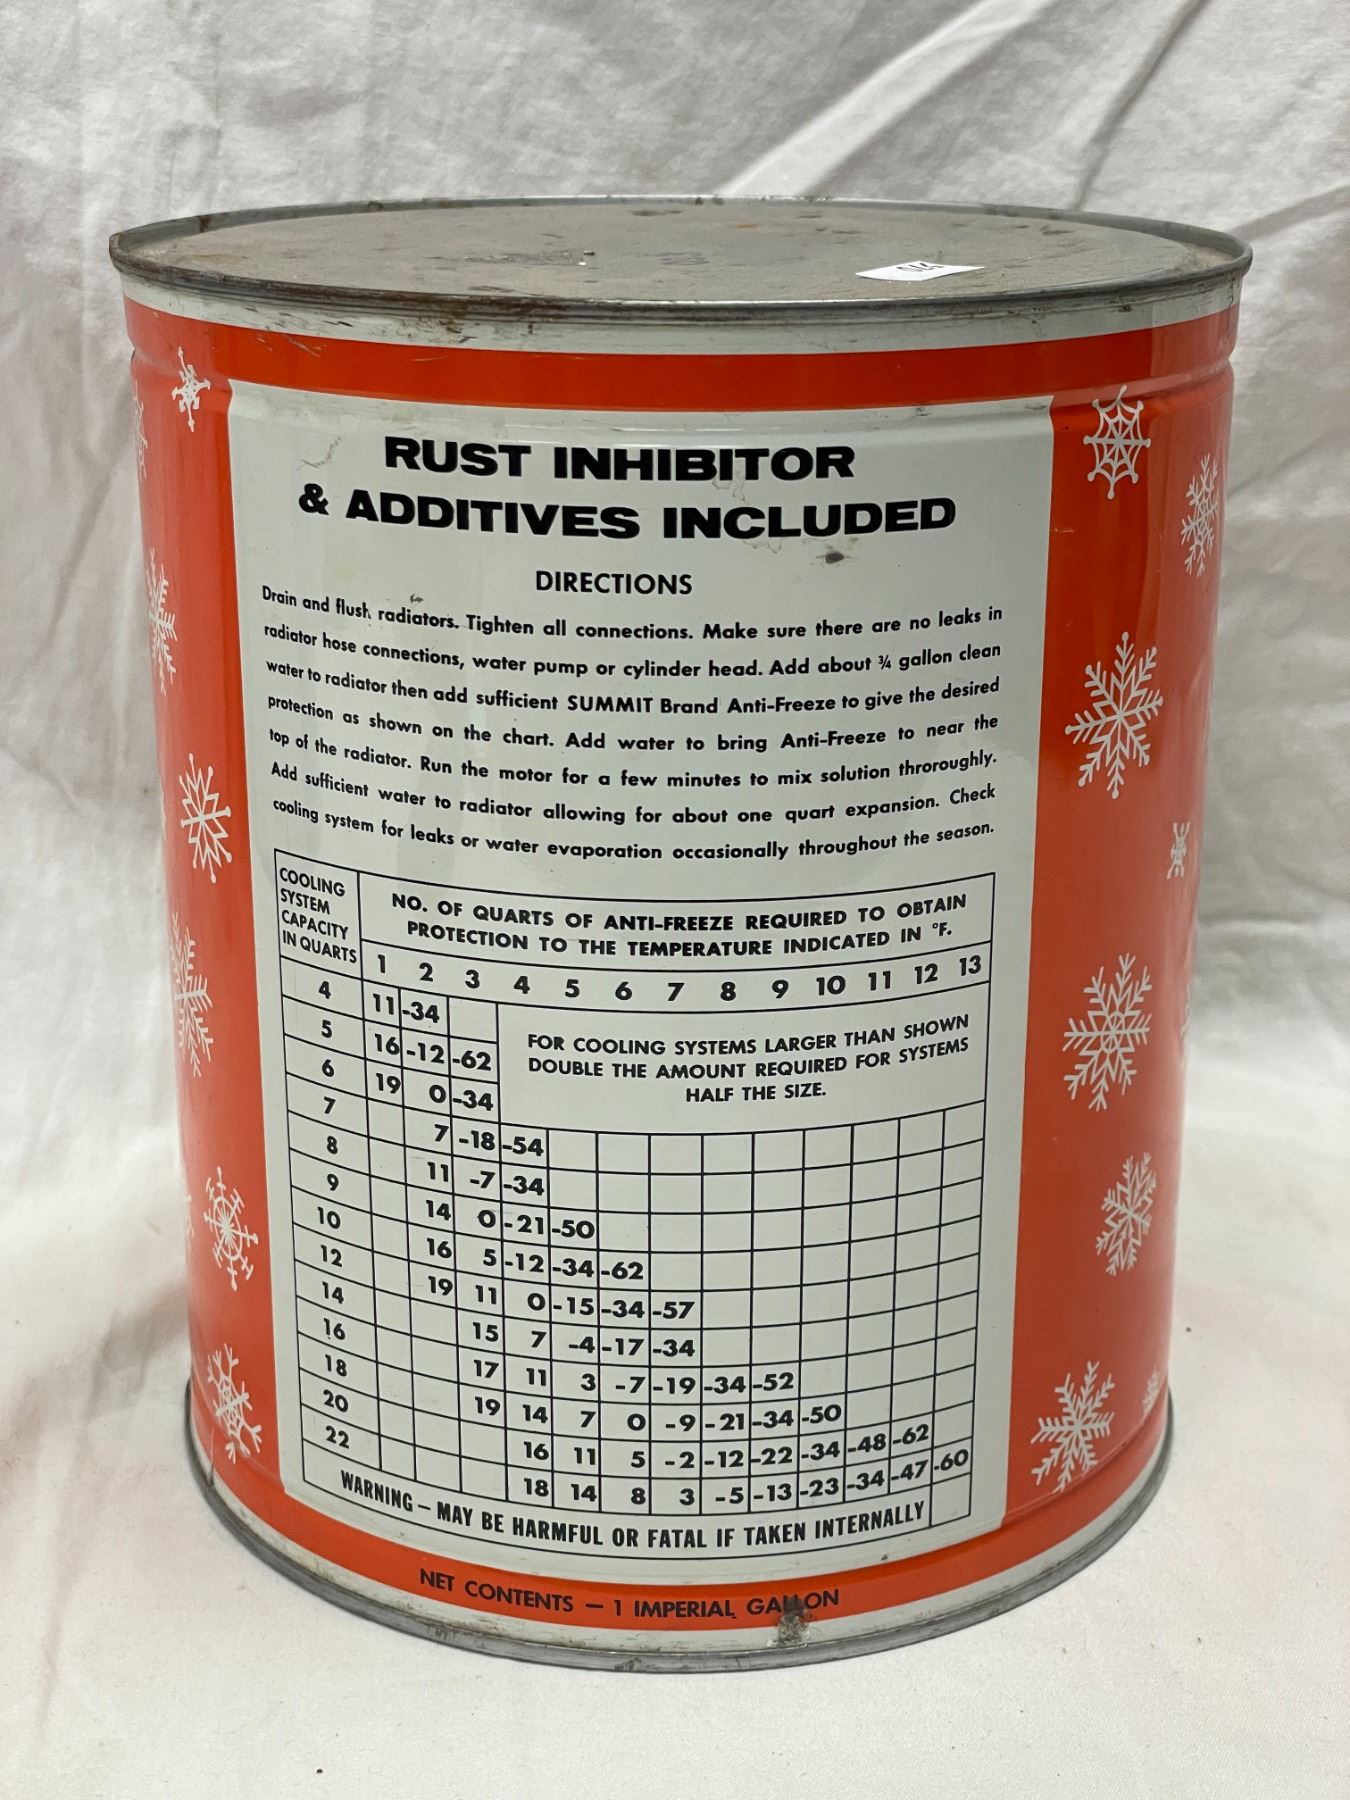 RUST INHIBITOR
& ADDITIVES INCLUDED
DIRECTIONS
Drain and flush radiators. Tighten all connections. Make sure there are no leaks in
radiator hose connections, water pump or cylinder head. Add about ¾ gallon clean
water to radiator then add sufficient SUMMIT Brand Anti-Freeze to give the desired
protection as shown on the chart. Add water to bring Anti-Freeze to near the
top of the radiator. Run the motor for a few minutes to mix solution throroughly.
Add sufficient water to radiator allowing for about one quart expansion. Check
cooling system for leaks or water evaporation occasionally throughout the season.
COOLING
SYSTEM
CAPACITY
IN QUARTS
NO. OF QUARTS OF ANTI-FREEZE REQUIRED TO OBTAIN
PROTECTION TO THE TEMPERATURE INDICATED IN °F.
1 2 3 4 5 6 7 8 9 10 11 12 13
4 11 -34
5 16 -12 -62
6 19 0 -34
FOR COOLING SYSTEMS LARGER THAN SHOWN
DOUBLE THE AMOUNT REQUIRED FOR SYSTEMS
HALF THE SIZE.
7 7 -18 -54
8 11 -7 -34
9 14 0 -21 -50
10 16 5 -12 -34 -62
12 19 11 0 -15 -34 -57
14 15 7 -4 -17 -34
16 17 11 3 -7 -19 -34 -52
18 19 14 7 0 -9 -21 -34 -50
20 16 11 5 -2 -12 -22 -34 -48 -62
22 18 14 8 3 -5 -13 -23 -34 -47 -60
WARNING – MAY BE HARMFUL OR FATAL IF TAKEN INTERNALLY
NET CONTENTS – 1 IMPERIAL GALLON